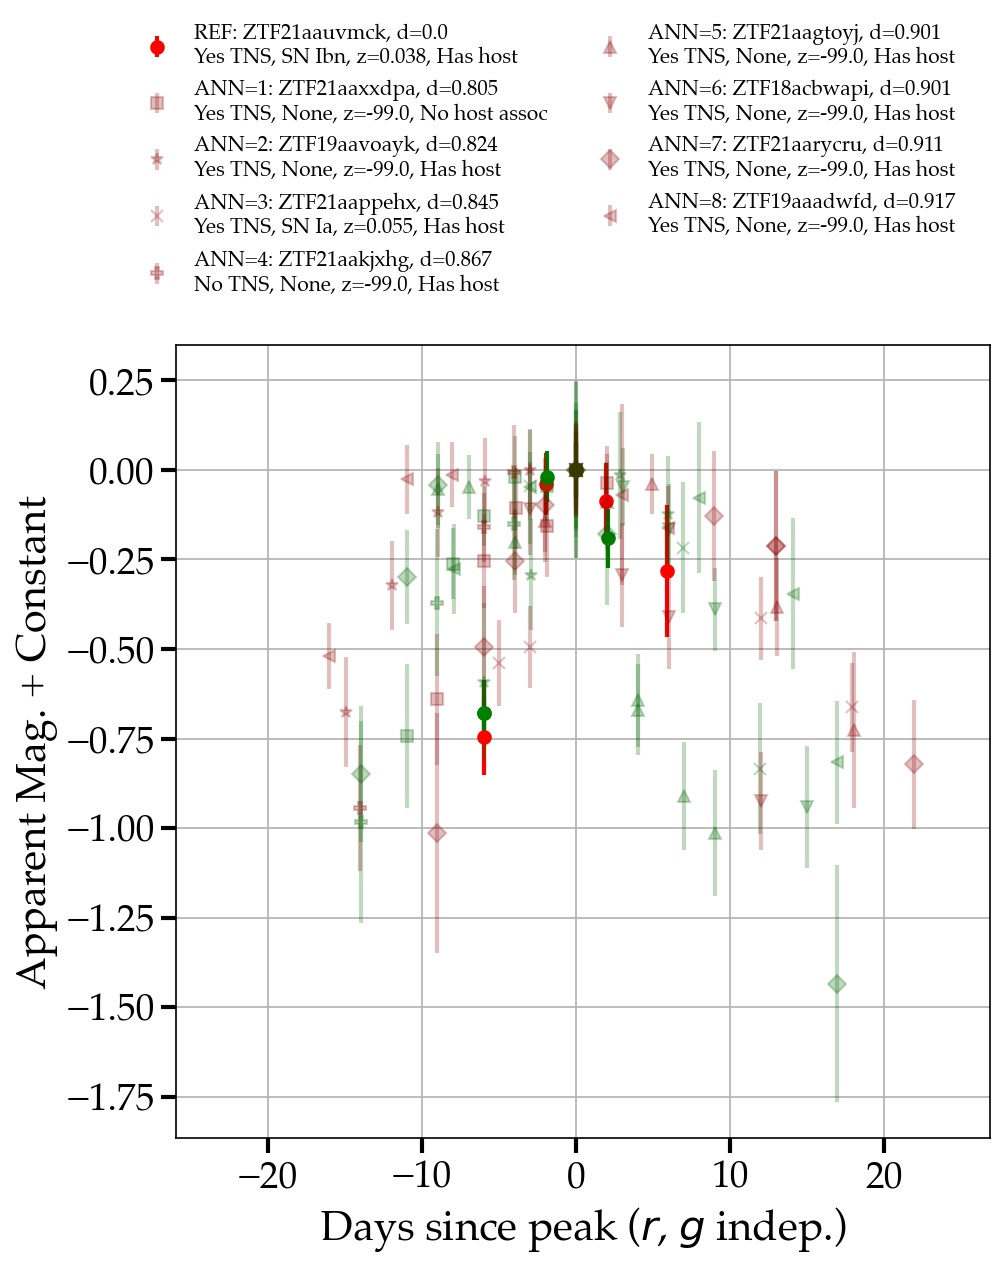 REF: ZTF21aauvmck, d=0.0
Yes TNS, SN Ibn, z=0.038, Has host
ANN=1: ZTF21aaxxdpa, d=0.805
Yes TNS, None, z=-99.0, No host assoc
ANN=2: ZTF19aavoayk, d=0.824
Yes TNS, None, z=-99.0, Has host
ANN=3: ZTF21aappehx, d=0.845
Yes TNS, SN Ia, z=0.055, Has host
ANN=4: ZTF21aakjxhg, d=0.867
No TNS, None, z=-99.0, Has host
ANN=5: ZTF21aagtoyj, d=0.901
Yes TNS, None, z=-99.0, Has host
ANN=6: ZTF18acbwapi, d=0.901
Yes TNS, None, z=-99.0, Has host
ANN=7: ZTF21aarycru, d=0.911
Yes TNS, None, z=-99.0, Has host
ANN=8: ZTF19aaadwfd, d=0.917
Yes TNS, None, z=-99.0, Has host
Apparent Mag. + Constant
0.25
0.00
−0.25
−0.50
−0.75
−1.00
−1.25
−1.50
−1.75
−20 −10 0 10 20
Days since peak (r, g indep.)